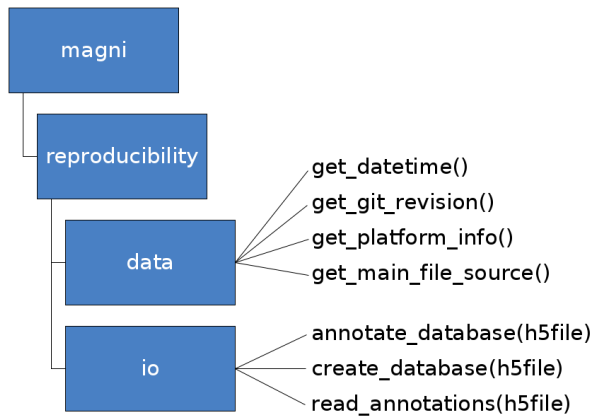 magni
reproducibility
data
get_datetime()
get_git_revision()
get_platform_info()
get_main_file_source()
io
annotate_database(h5file)
create_database(h5file)
read_annotations(h5file)